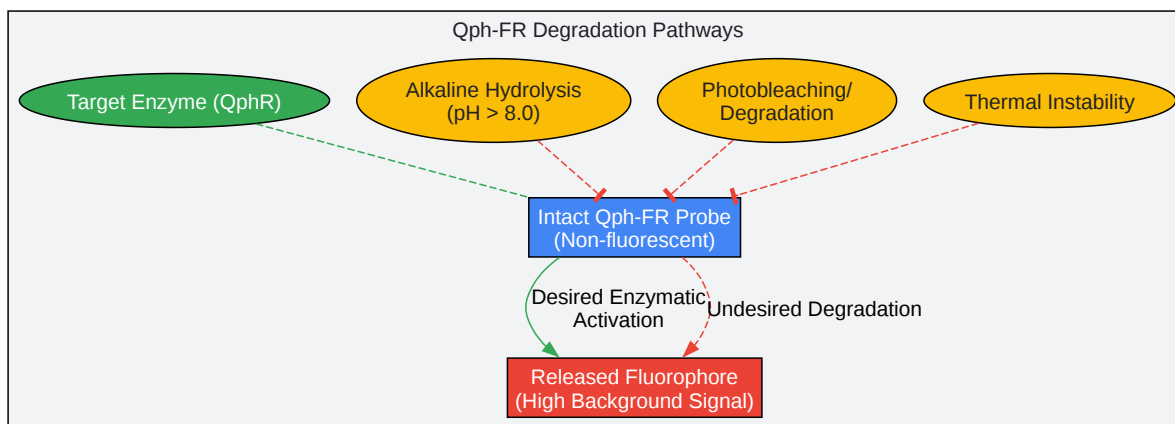 Qph-FR Degradation Pathways
Target Enzyme (QphR)
Alkaline Hydrolysis
(pH > 8.0)
Photobleaching/
Degradation
Thermal Instability
Intact Qph-FR Probe
(Non-fluorescent)
Desired Enzymatic
Activation
Undesired Degradation
Released Fluorophore
(High Background Signal)